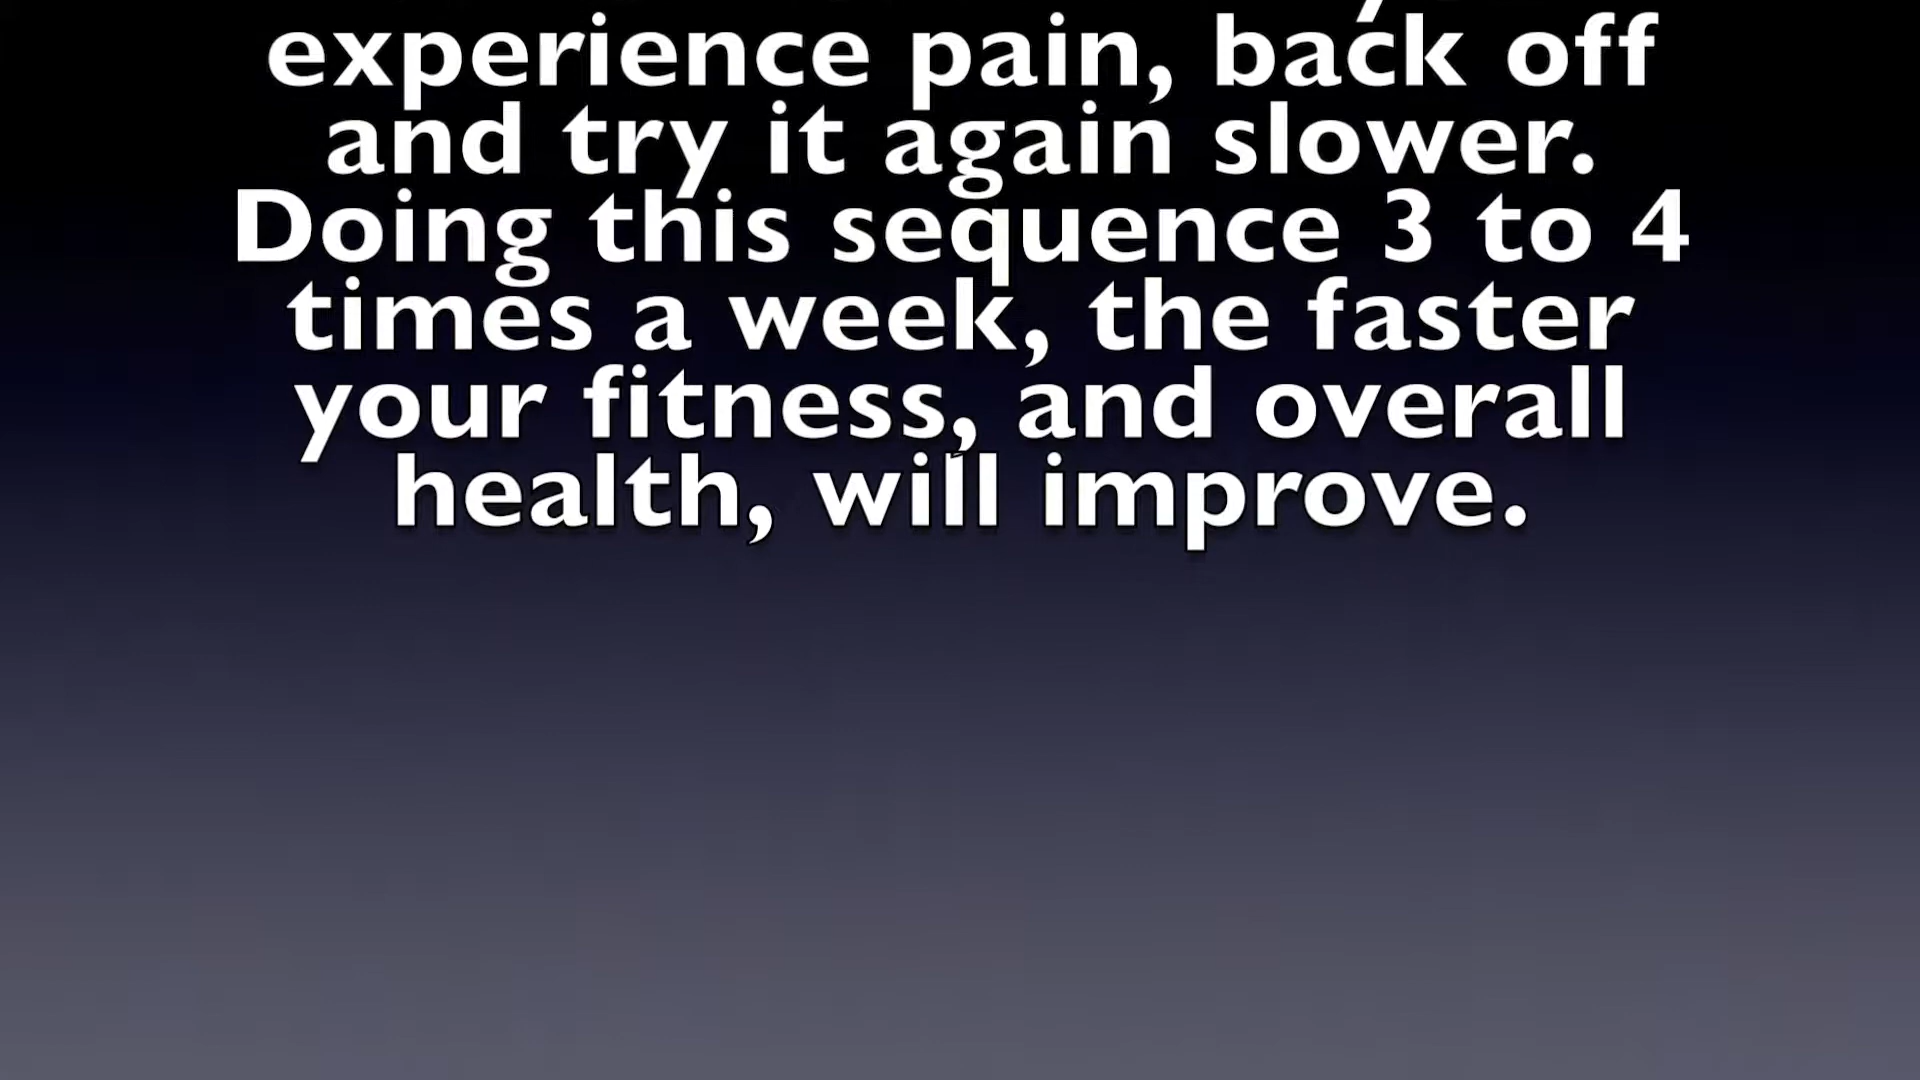 experience pain, back off
and try it again slower.
Doing this sequence 3 to 4
times a week, the faster
your fitness, and overall
health, will improve.